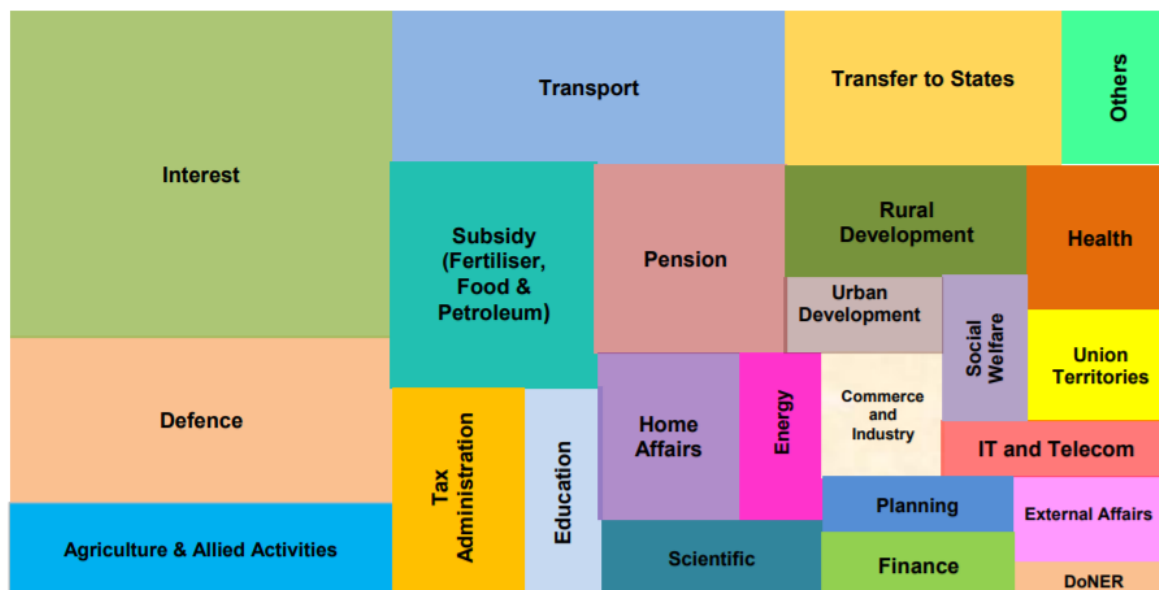 Interest
Defence
Agriculture & Allied Activities
Transport
Subsidy
(Fertiliser,
Food &
Petroleum)
Pension
Tax
Administration
Education
Home
Affairs
Energy
Scientific
Transfer to States
Others
Rural
Development
Health
Urban
Development
Social
Welfare
Union
Territories
Commerce
and
Industry
IT and Telecom
Planning
External Affairs
Finance
DoNER